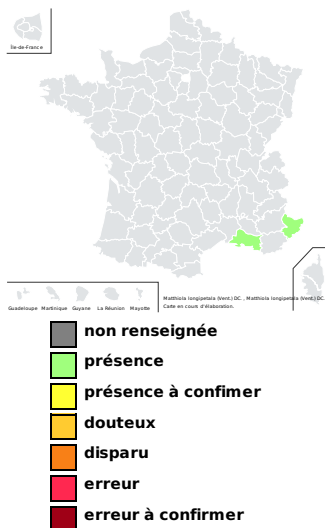 Île-de-France
Matthiola longipetala (Vent.) DC. , Matthiola longipetala (Vent.) DC.
Carte en cours d'élaboration.
Guadeloupe Martinique Guyane La Réunion Mayotte
non renseignée
présence
présence à confimer
douteux
disparu
erreur
erreur à confirmer